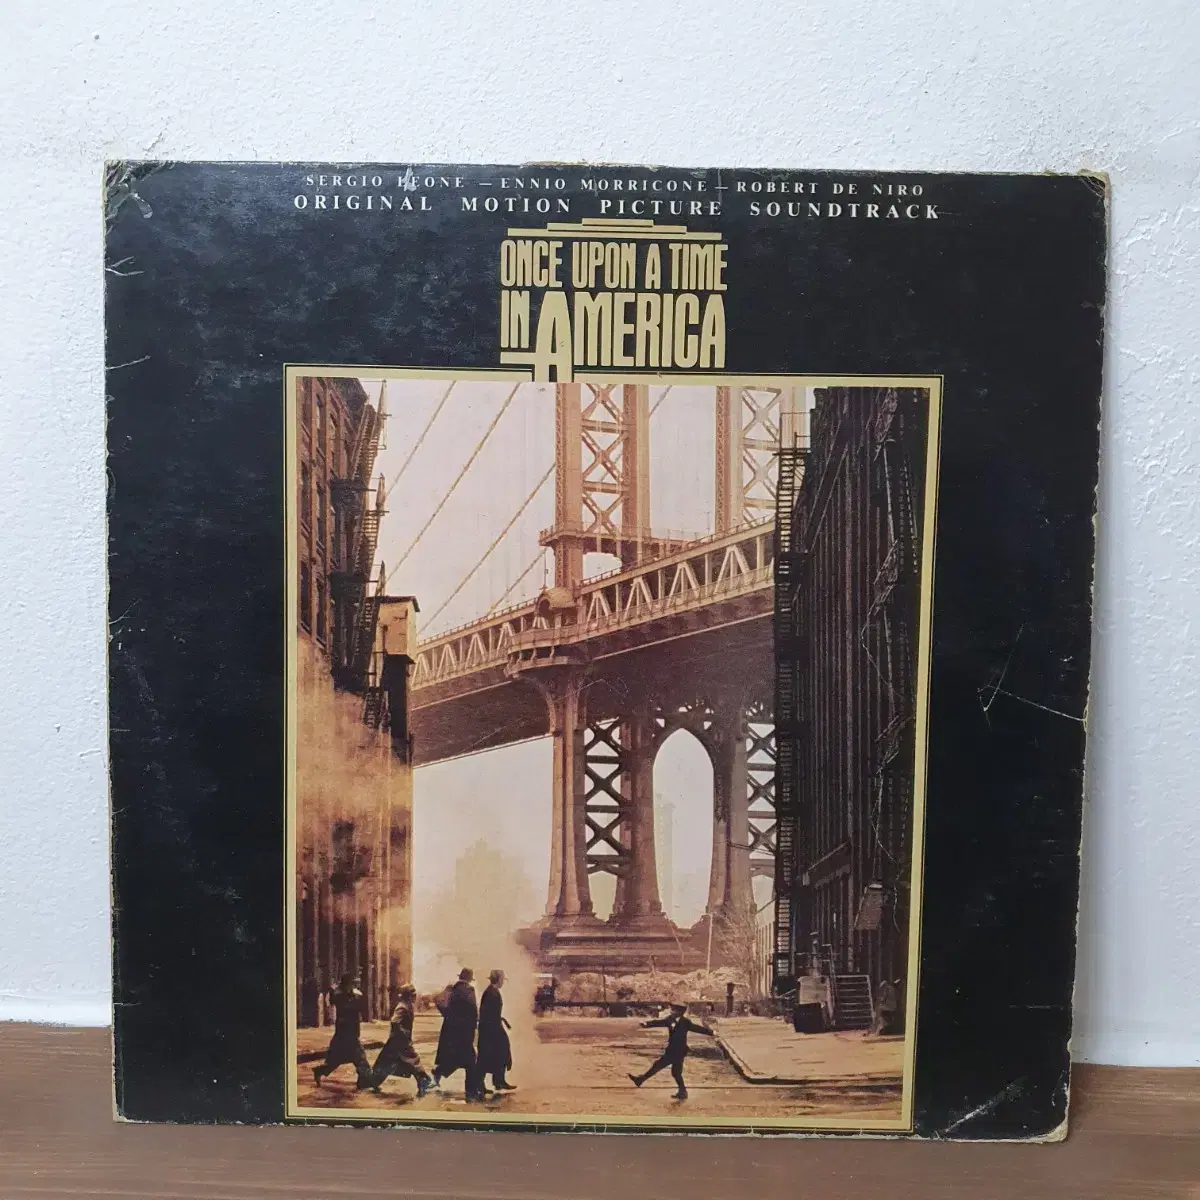 SERGIO LEONE – ENNIO MORRICONE – ROBERT DE NIRO
ORIGINAL MOTION PICTURE SOUNDTRACK
ONCE UPON A TIME
IN AMERICA